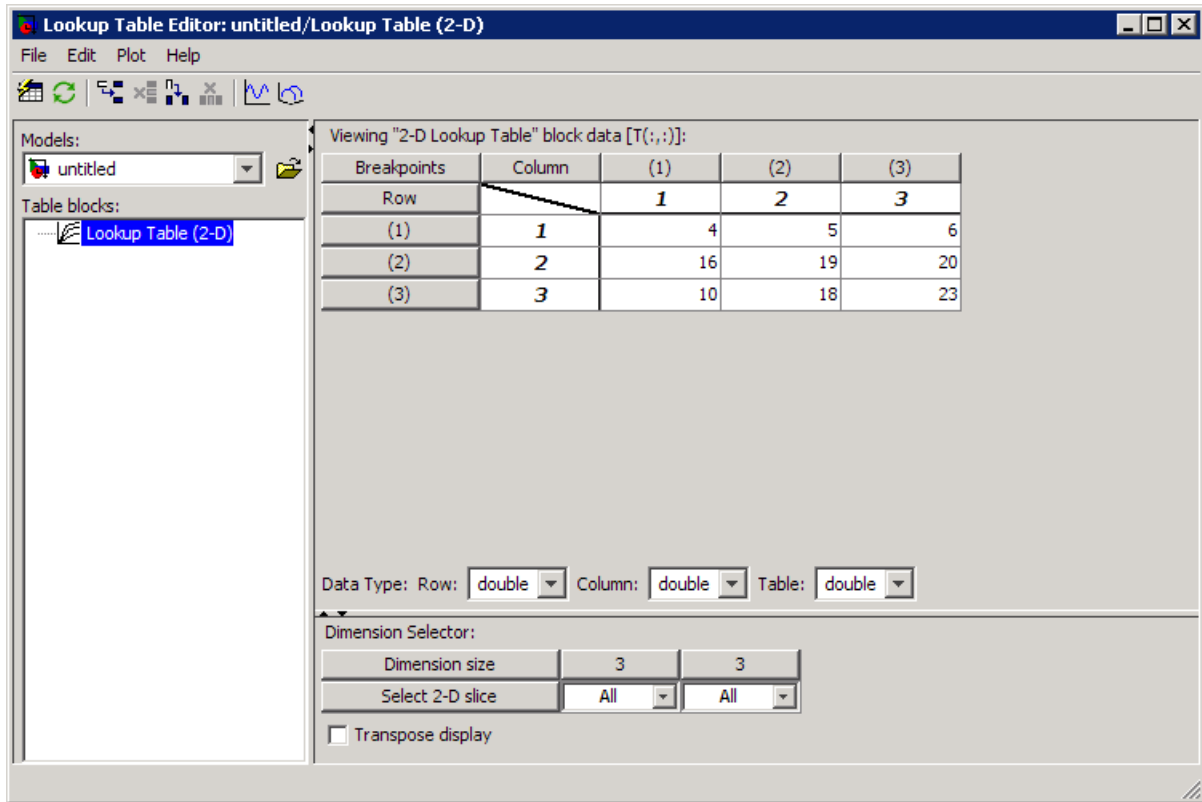 Lookup Table Editor: untitled/Lookup Table (2-D)
File Edit Plot Help
Models:
untitled
Table blocks:
Lookup Table (2-D)
Viewing "2-D Lookup Table" block data [T(:,:)]:
Breakpoints Column (1) (2) (3)
Row 1 2 3
(1) 1 4 5 6
(2) 2 16 19 20
(3) 3 10 18 23
Data Type: Row: double Column: double Table: double
Dimension Selector:
Dimension size 3 3
Select 2-D slice All All
Transpose display